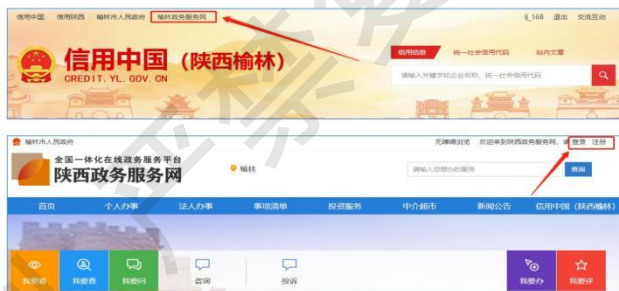 信用中国 信用陕西 榆林市人民政府 榆林政务服务网
退出 交流互动
信用中国（陕西榆林）
CREDIT. YL. GOV. CN
信用信息 统一社会信用代码 站内文章
请输入关键字如企业名称、统一社会信用代码
榆林市人民政府
无障碍浏览 欢迎来到陕西政务服务网，请 登录 注册
全国一体化在线政务服务平台
陕西政务服务网
榆林
请输入您想办的服务
查询
首页 个人办事 法人办事 事项清单 投资服务 中介超市 新闻公告 信用中国（陕西榆林）
我要看 我要查 我要问 咨询 投诉 我要办 我要评
严禁